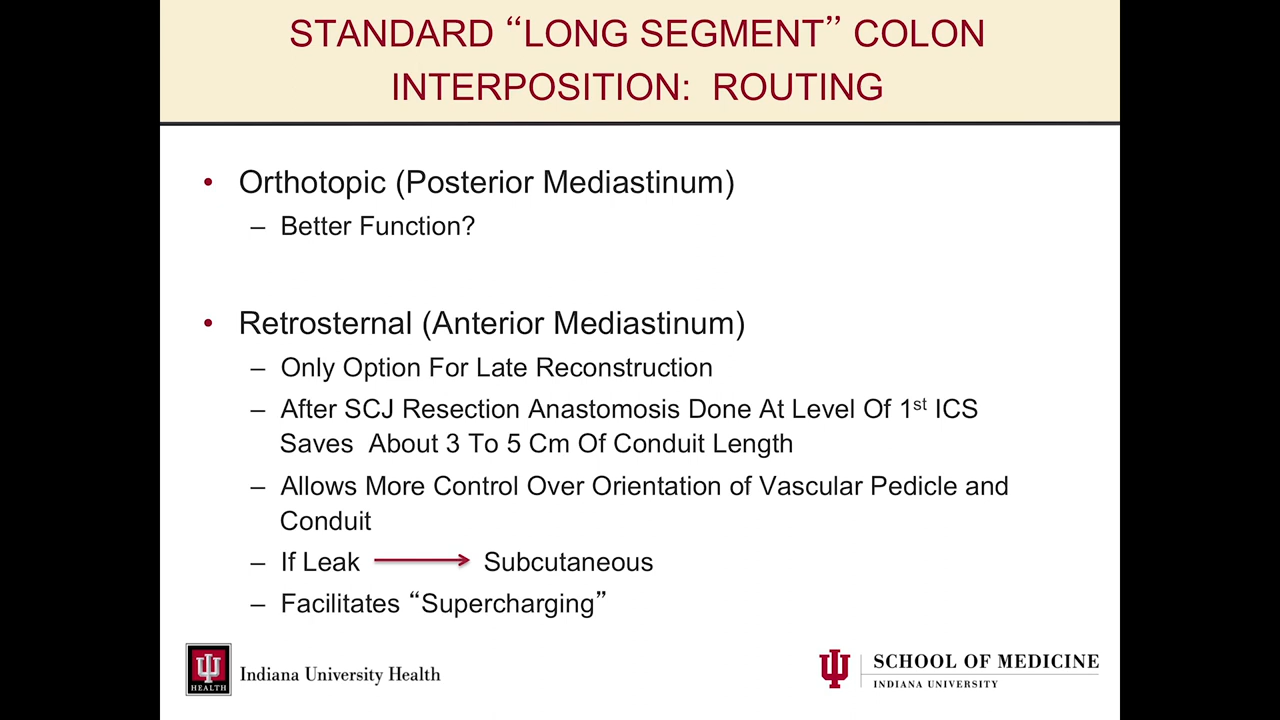 STANDARD “LONG SEGMENT” COLON
INTERPOSITION: ROUTING
• Orthotopic (Posterior Mediastinum)
– Better Function?
• Retrosternal (Anterior Mediastinum)
– Only Option For Late Reconstruction
– After SCJ Resection Anastomosis Done At Level Of 1st ICS
Saves About 3 To 5 Cm Of Conduit Length
– Allows More Control Over Orientation of Vascular Pedicle and
Conduit
– If Leak ⟶ Subcutaneous
– Facilitates “Supercharging”
HEALTH
Indiana University Health
SCHOOL OF MEDICINE
INDIANA UNIVERSITY